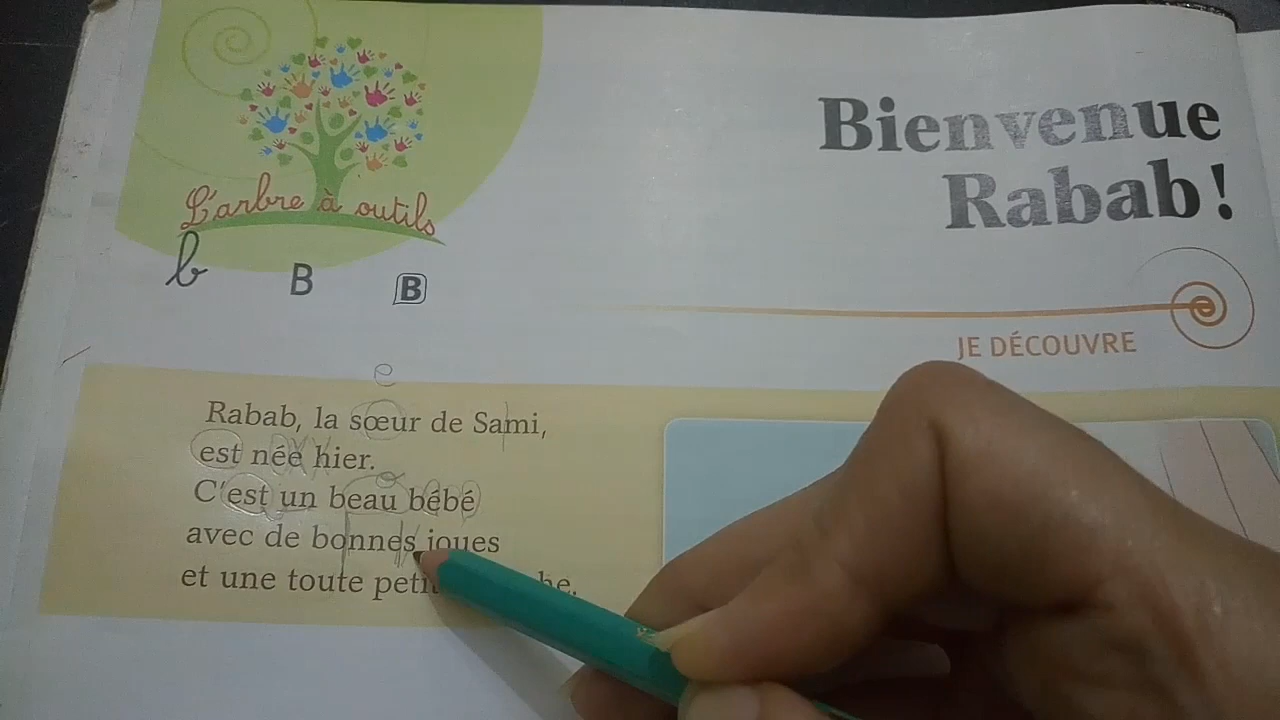 L'arbre à outils
b B B
Bienvenue
Rabab!
JE DÉCOUVRE
e
Rabab, la sœur de Sami,
est née hier.
C'est un beau bébé
avec de bonnes joues
et une toute